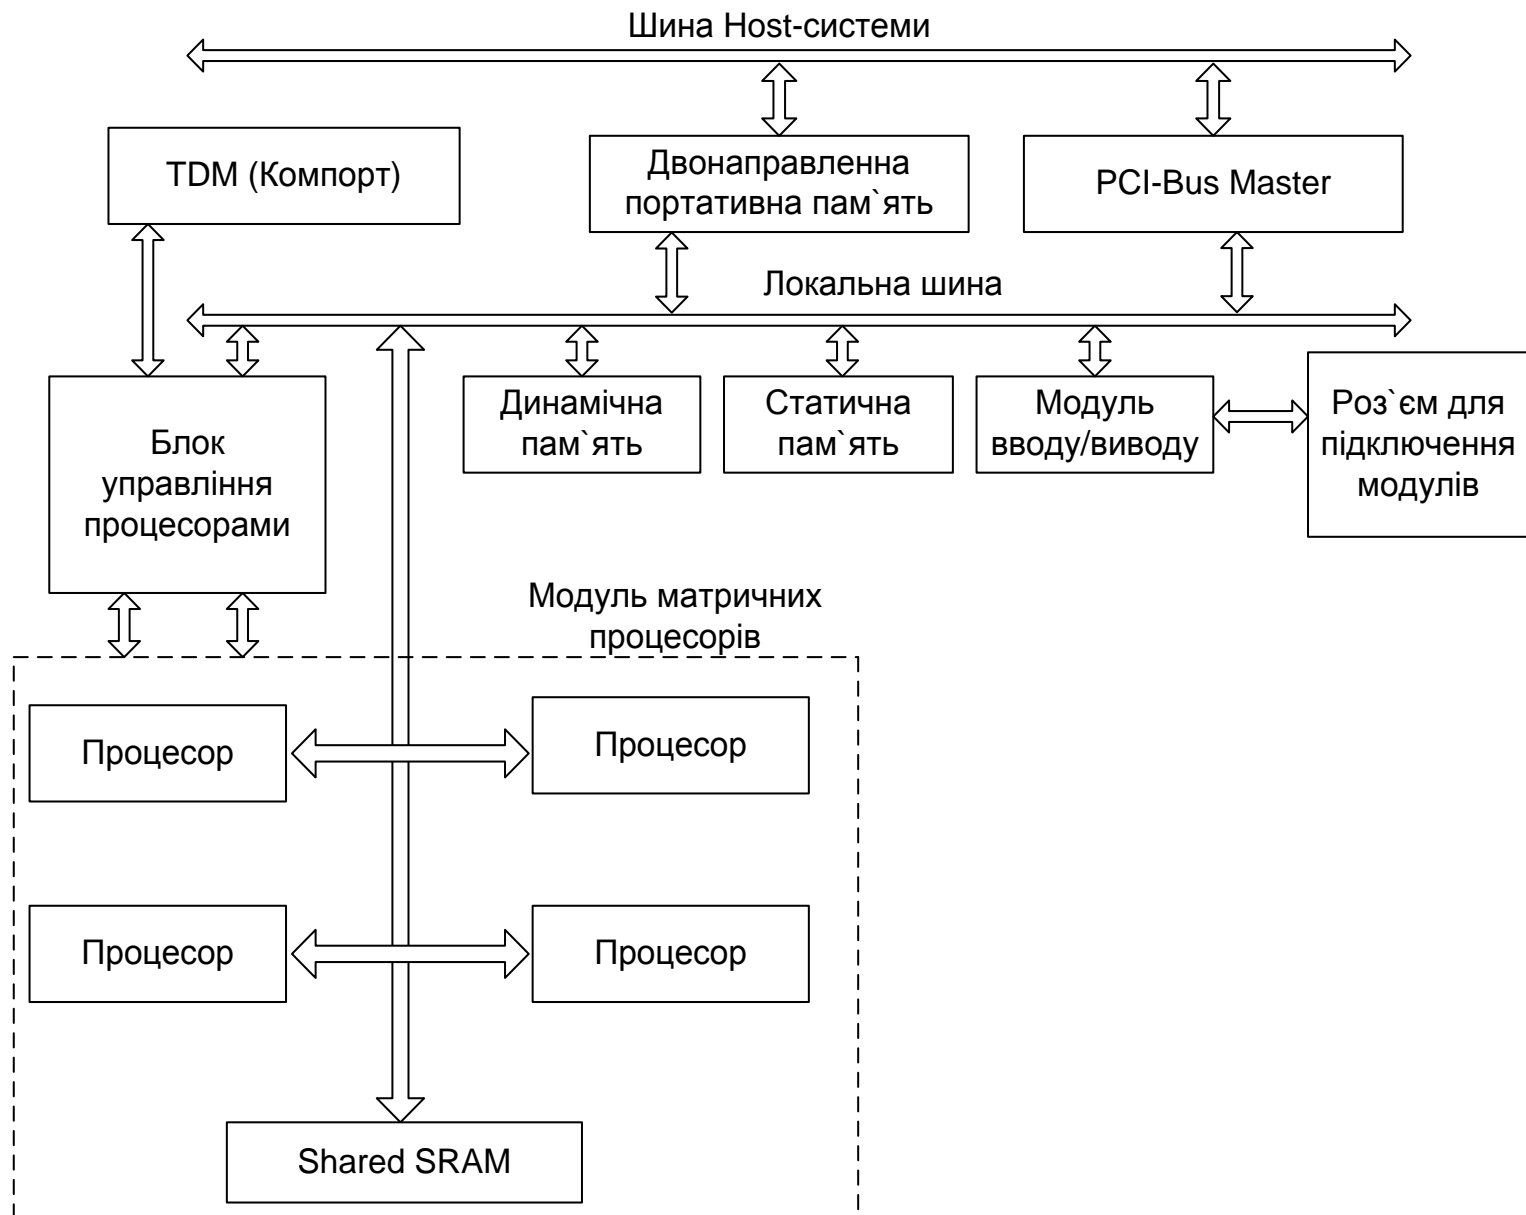 Шина Host-системи
TDM (Компорт)
Двонаправленна
портативна пам`ять
PCI-Bus Master
Локальна шина
Блок
управління
процесорами
Динамічна
пам`ять
Статична
пам`ять
Модуль
вводу/виводу
Роз`єм для
підключення
модулів
Модуль матричних
процесорів
Процесор
Процесор
Процесор
Процесор
Shared SRAM